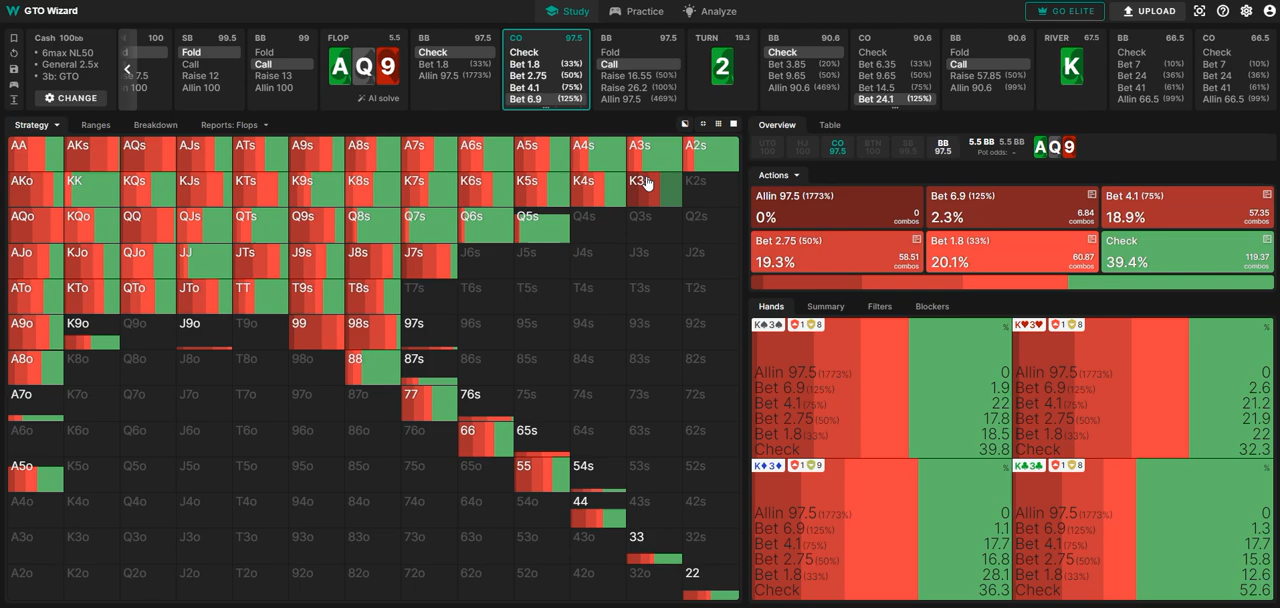 GTO Wizard
Study
Practice
Analyze
GO ELITE
UPLOAD
Cash 100bb
• 6max NL50
• General 2.5x
• 3b: GTO
CHANGE
100
SB 99.5
Fold
Call
Raise 12
Allin 100
BB 99
Fold
Call
Raise 13
Allin 100
FLOP 5.5
A Q 9
AI solve
BB 97.5
Check
Bet 1.8 (33%)
Allin 97.5 (1773%)
CO 97.5
Check
Bet 1.8 (33%)
Bet 2.75 (50%)
Bet 4.1 (75%)
Bet 6.9 (125%)
BB 97.5
Fold
Call
Raise 16.55 (50%)
Raise 26.2 (100%)
Allin 97.5 (469%)
TURN 19.3
2
BB 90.6
Check
Bet 3.85 (20%)
Bet 9.65 (50%)
Allin 90.6 (469%)
CO 90.6
Check
Bet 6.35 (33%)
Bet 9.65 (50%)
Bet 14.5 (75%)
Bet 24.1 (125%)
BB 90.6
Fold
Call
Raise 57.85 (50%)
Allin 90.6 (99%)
RIVER 67.5
K
BB 66.5
Check
Bet 7 (10%)
Bet 24 (36%)
Bet 41 (61%)
Allin 66.5 (99%)
CO 66.5
Check
Bet 7 (10%)
Bet 24 (36%)
Bet 41 (61%)
Allin 66.5 (99%)
Strategy
Ranges
Breakdown
Reports: Flops
AA AKs AQs AJs ATs A9s A8s A7s A6s A5s A4s A3s A2s
AKo KK KQs KJs KTs K9s K8s K7s K6s K5s K4s K3 K2s
AQo KQo QQ QJs QTs Q9s Q8s Q7s Q6s Q5s Q4s Q3s Q2s
AJo KJo QJo JJ JTs J9s J8s J7s J6s J5s J4s J3s J2s
ATo KTo QTo JTo TT T9s T8s T7s T6s T5s T4s T3s T2s
A9o K9o Q9o J9o T9o 99 98s 97s 96s 95s 94s 93s 92s
A8o K8o Q8o J8o T8o 98o 88 87s 86s 85s 84s 83s 82s
A7o K7o Q7o J7o T7o 97o 87o 77 76s 75s 74s 73s 72s
A6o K6o Q6o J6o T6o 96o 86o 76o 66 65s 64s 63s 62s
A5o K5o Q5o J5o T5o 95o 85o 75o 65o 55 54s 53s 52s
A4o K4o Q4o J4o T4o 94o 84o 74o 64o 54o 44 43s 42s
A3o K3o Q3o J3o T3o 93o 83o 73o 63o 53o 43o 33 32s
A2o K2o Q2o J2o T2o 92o 82o 72o 62o 52o 42o 32o 22
Overview
Table
UTG 100
HJ 100
CO 97.5
BTN 100
SB 99.5
BB 97.5
5.5 BB 5.5 BB
Pot odds: -
A Q 9
Actions
Allin 97.5 (1773%)
0%
0 combos
Bet 6.9 (125%)
2.3%
6.84 combos
Bet 4.1 (75%)
18.9%
57.35 combos
Bet 2.75 (50%)
19.3%
58.51 combos
Bet 1.8 (33%)
20.1%
60.87 combos
Check
39.4%
119.37 combos
Hands
Summary
Filters
Blockers
K♠3♠ 1 8 %
Allin 97.5(1773%) 0
Bet 6.9(125%) 1.9
Bet 4.1(75%) 22
Bet 2.75(50%) 17.8
Bet 1.8(33%) 18.5
Check 39.8
K♥3♥ 1 8 %
Allin 97.5(1773%) 0
Bet 6.9(125%) 2.6
Bet 4.1(75%) 21.2
Bet 2.75(50%) 21.9
Bet 1.8(33%) 22
Check 32.3
K♦3♦ 1 9
Allin 97.5(1773%) 0
Bet 6.9(125%) 1.1
Bet 4.1(75%) 17.7
Bet 2.75(50%) 16.8
Bet 1.8(33%) 28.1
Check 36.3
K♣3♣ 1 8
Allin 97.5(1773%) 0
Bet 6.9(125%) 1.3
Bet 4.1(75%) 17.7
Bet 2.75(50%) 15.8
Bet 1.8(33%) 12.6
Check 52.6